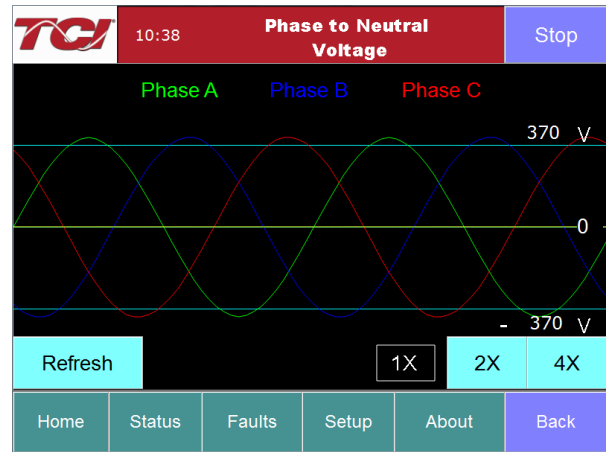 TCI
10:38
Phase to Neutral
Voltage
Stop
Phase A
Phase B
Phase C
370 V
0
- 370 V
Refresh
1X
2X
4X
Home
Status
Faults
Setup
About
Back